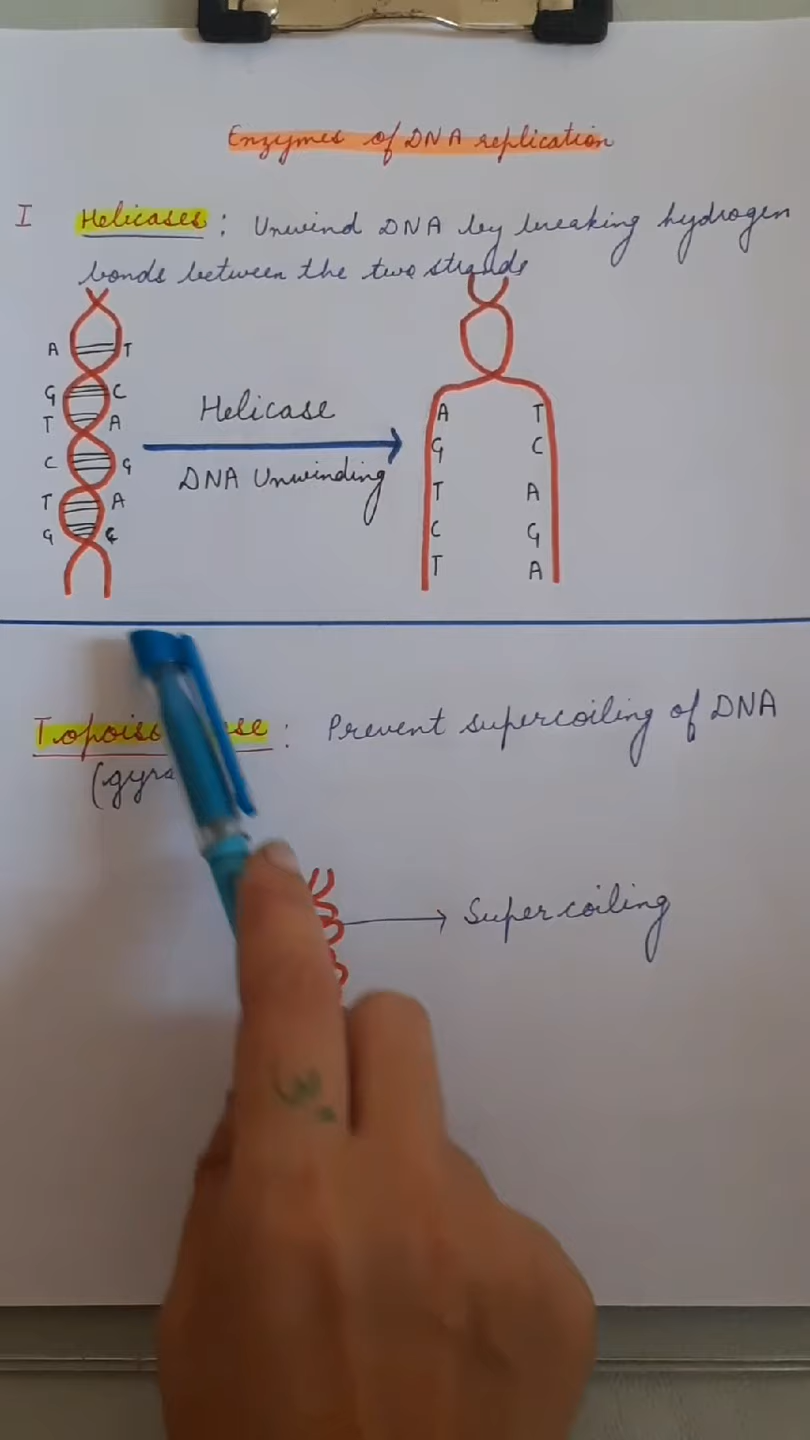 Enzymes of DNA replication
I Helicases : Unwind DNA by breaking hydrogen
bonds between the two strands
A T
G C
T A
C G
T A
G
Helicase
DNA Unwinding
A T
G C
T A
C G
T A
: Prevent supercoiling of DNA
Supercoiling